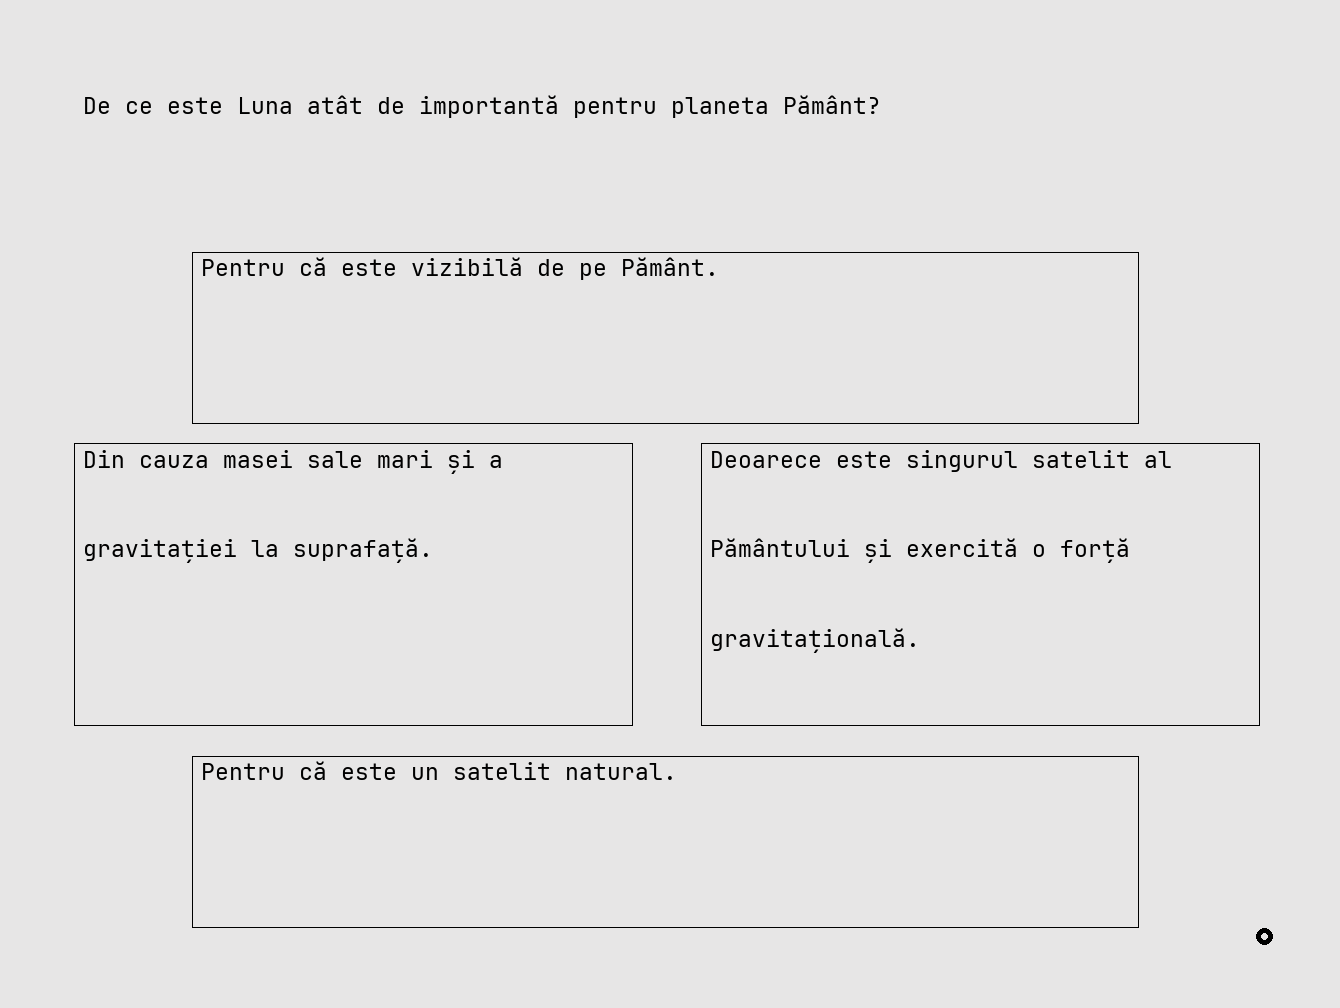 De ce este Luna atât de importantă pentru planeta Pământ?
Pentru că este vizibilă de pe Pământ.
Din cauza masei sale mari și a
gravitației la suprafață.
Deoarece este singurul satelit al
Pământului și exercită o forță
gravitațională.
Pentru că este un satelit natural.